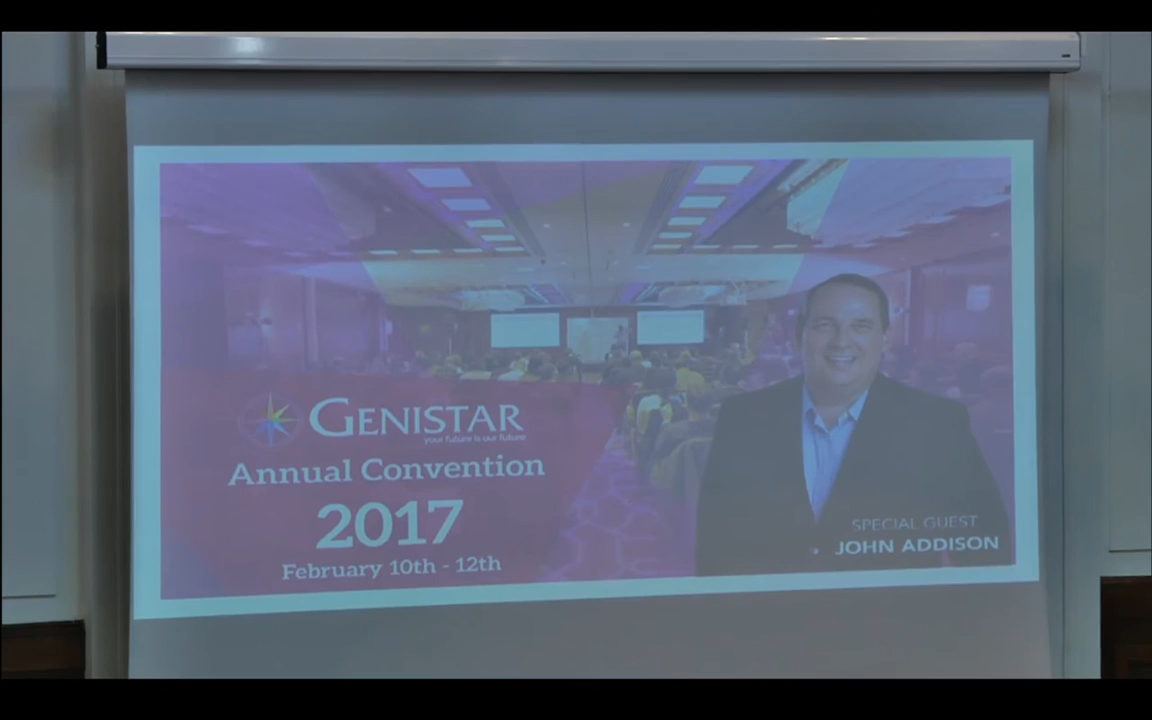 GENISTAR
your future is our future
Annual Convention
2017
February 10th - 12th
SPECIAL GUEST
JOHN ADDISON